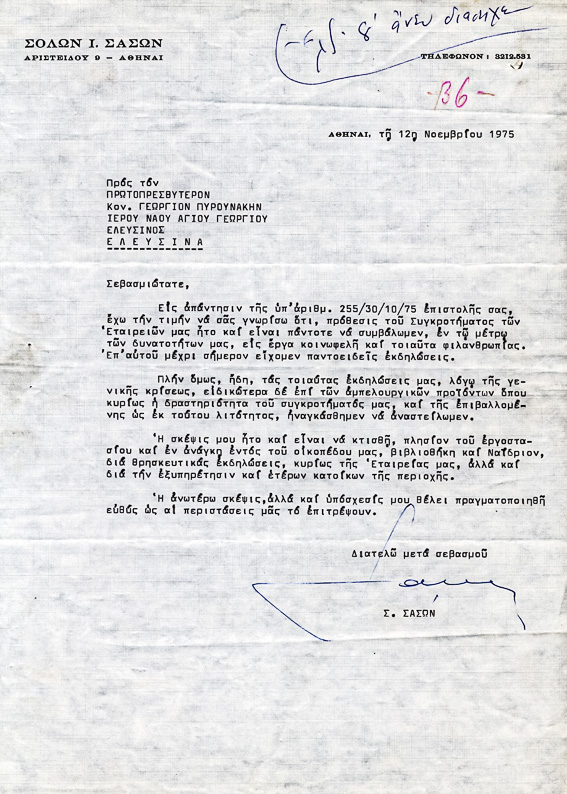 ΣΟΛΩΝ Ι. ΣΑΣΩΝ
ΑΡΙΣΤΕΙΔΟΥ 9 – ΑΘΗΝΑΙ
ΤΗΛΕΦΩΝΟΝ : 3212.531
-36-
ΑΘΗΝΑΙ, τῇ 12ῃ Νοεμβρίου 1975
Πρός τόν
ΠΡΩΤΟΠΡΕΣΒΥΤΕΡΟΝ
Κον. ΓΕΩΡΓΙΟΝ ΠΥΡΟΥΝΑΚΗΝ
ΙΕΡΟΥ ΝΑΟΥ ΑΓΙΟΥ ΓΕΩΡΓΙΟΥ
ΕΛΕΥΣΙΝΟΣ
Ε Λ Ε Υ Σ Ι Ν Α
Σεβασμιώτατε,
Εἰς ἀπάντησιν τῆς ὑπ'ἀριθμ. 255/30/10/75 ἐπιστολῆς σας,
ἔχω τήν τιμήν νά σᾶς γνωρίσω ὅτι, πρόθεσις τοῦ Συγκροτήματος τῶν
Ἑταιρειῶν μας ἦτο καί εἶναι πάντοτε νά συμβάλωμεν, ἐν τῷ μέτρῳ
τῶν δυνατοτήτων μας, εἰς ἔργα κοινωφελῆ καί τοιαῦτα φιλανθρωπίας.
Ἐπ'αὐτοῦ μέχρι σήμερον εἴχομεν παντοειδεῖς ἐκδηλώσεις.
Πλήν ὅμως, ἤδη, τάς τοιαύτας ἐκδηλώσεις μας, λόγῳ τῆς γε-
νικῆς κρίσεως, εἰδικώτερα δέ ἐπί τῶν ἀμπελουργικῶν προϊόντων ὅπου
κυρίως ἡ δραστηριότητα τοῦ συγκροτήματός μας, καί τῆς ἐπιβαλλομέ-
νης ὡς ἐκ τούτου λιτότητος, ἠναγκάσθημεν νά ἀναστείλωμεν.
Ἡ σκέψις μου ἦτο καί εἶναι νά κτισθῇ, πλησίον τοῦ ἐργοστα-
σίου καί ἐν ἀνάγκῃ ἐντός τοῦ οἰκοπέδου μας, βιβλιοθήκη καί Ναΐδριον,
διά θρησκευτικάς ἐκδηλώσεις, κυρίως τῆς Ἑταιρείας μας, ἀλλά καί
διά τήν ἐξυπηρέτησιν καί ἑτέρων κατοίκων τῆς περιοχῆς.
Ἡ ἀνωτέρω σκέψις,ἀλλά καί ὑπόσχεσίς μου θέλει πραγματοποιηθῆ
εὐθύς ὡς αἱ περιστάσεις μᾶς τό ἐπιτρέψουν.
Διατελῶ μετά σεβασμοῦ
Σ. ΣΑΣΩΝ